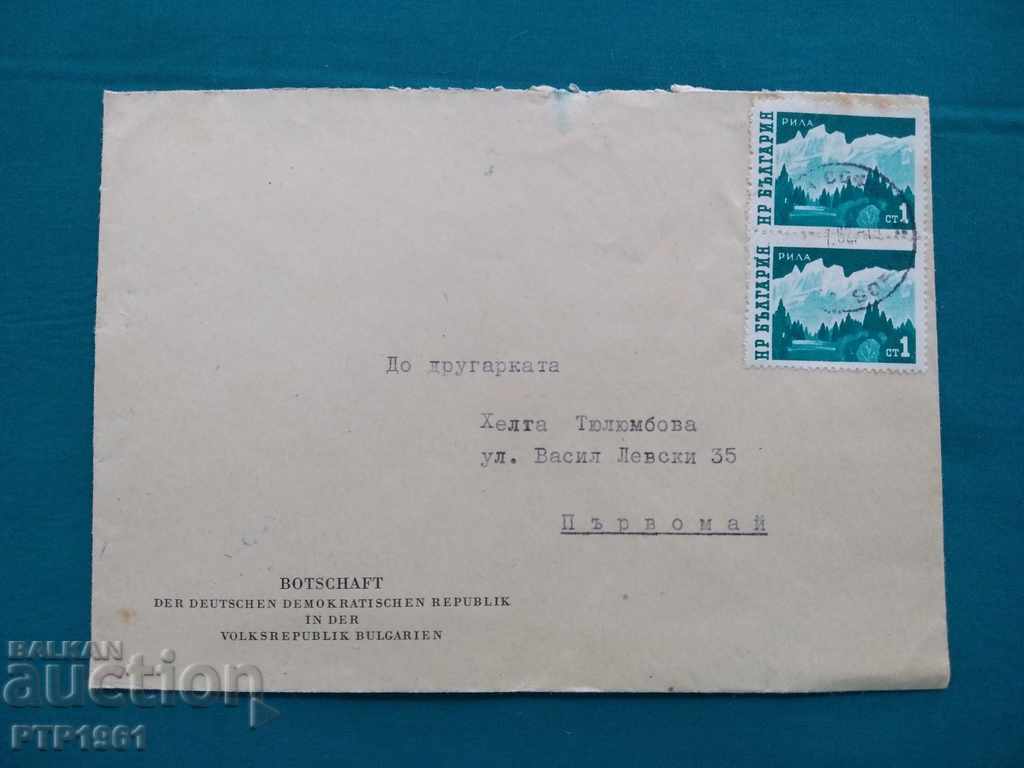 РИЛА
НР БЪЛГАРИЯ
СТ 1
РИЛА
НР БЪЛГАРИЯ
СТ 1
До другарката
Хелга Тюлюмбова
ул. Васил Левски 35
Първомай
BOTSCHAFT
DER DEUTSCHEN DEMOKRATISCHEN REPUBLIK
IN DER
VOLKSREPUBLIK BULGARIEN
BALKAN
auction
PTP1961